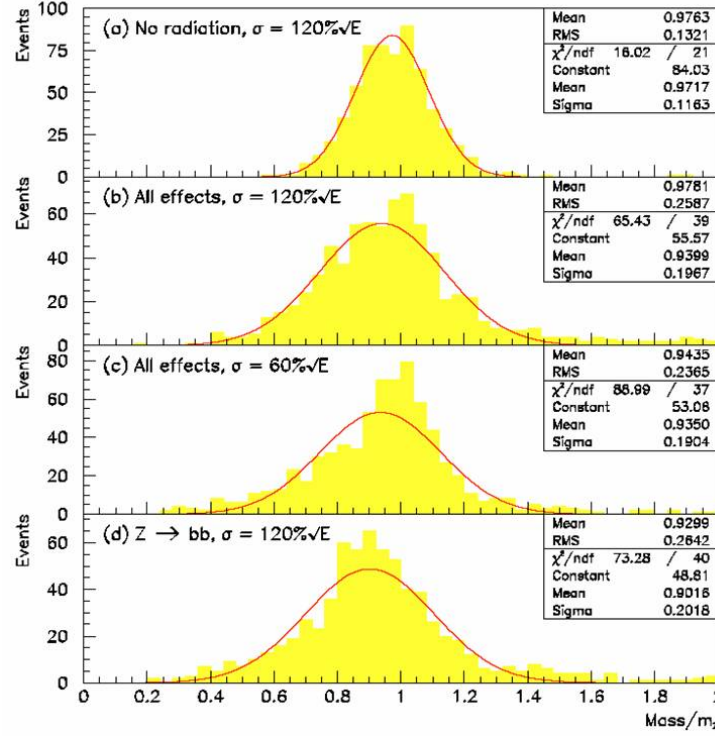 (a) No radiation, σ = 120%√E
Mean 0.9763
RMS 0.1321
χ²/ndf 16.02 / 21
Constant 84.03
Mean 0.9717
Sigma 0.1163
Events
100
75
50
25
0
(b) All effects, σ = 120%√E
Mean 0.9781
RMS 0.2587
χ²/ndf 65.43 / 39
Constant 55.57
Mean 0.9399
Sigma 0.1967
Events
60
40
20
0
(c) All effects, σ = 60%√E
Mean 0.9435
RMS 0.2365
χ²/ndf 88.99 / 37
Constant 53.08
Mean 0.9350
Sigma 0.1904
Events
80
60
40
20
0
(d) Z → bb, σ = 120%√E
Mean 0.9299
RMS 0.2642
χ²/ndf 73.28 / 40
Constant 48.81
Mean 0.9016
Sigma 0.2018
Events
60
40
20
0
0 0.2 0.4 0.6 0.8 1 1.2 1.4 1.6 1.8
Mass/m